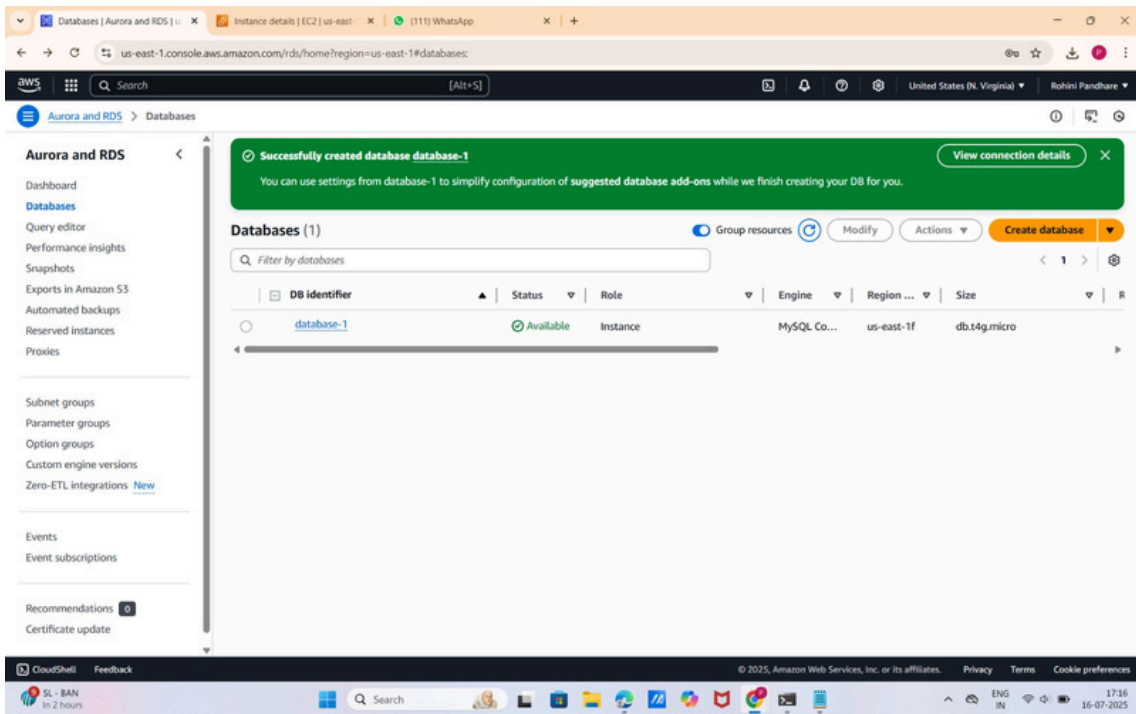 Databases | Aurora and RDS | u
Instance details | EC2 | us-east-
(111) WhatsApp
us-east-1.console.aws.amazon.com/rds/home?region=us-east-1#databases:
P
aws
Search
[Alt+S]
United States (N. Virginia)
Rohini Pandhare
Aurora and RDS > Databases
Aurora and RDS
Dashboard
Databases
Query editor
Performance insights
Snapshots
Exports in Amazon S3
Automated backups
Reserved instances
Proxies
Subnet groups
Parameter groups
Option groups
Custom engine versions
Zero-ETL integrations New
Events
Event subscriptions
Recommendations 0
Certificate update
Successfully created database database-1
View connection details
You can use settings from database-1 to simplify configuration of suggested database add-ons while we finish creating your DB for you.
Databases (1)
Group resources
Modify
Actions
Create database
Filter by databases
1
DB identifier Status Role Engine Region ... Size R
database-1 Available Instance MySQL Co... us-east-1f db.t4g.micro
CloudShell Feedback
© 2025, Amazon Web Services, Inc. or its affiliates. Privacy Terms Cookie preferences
SL - BAN
In 2 hours
Search
ENG
IN
17:16
16-07-2025